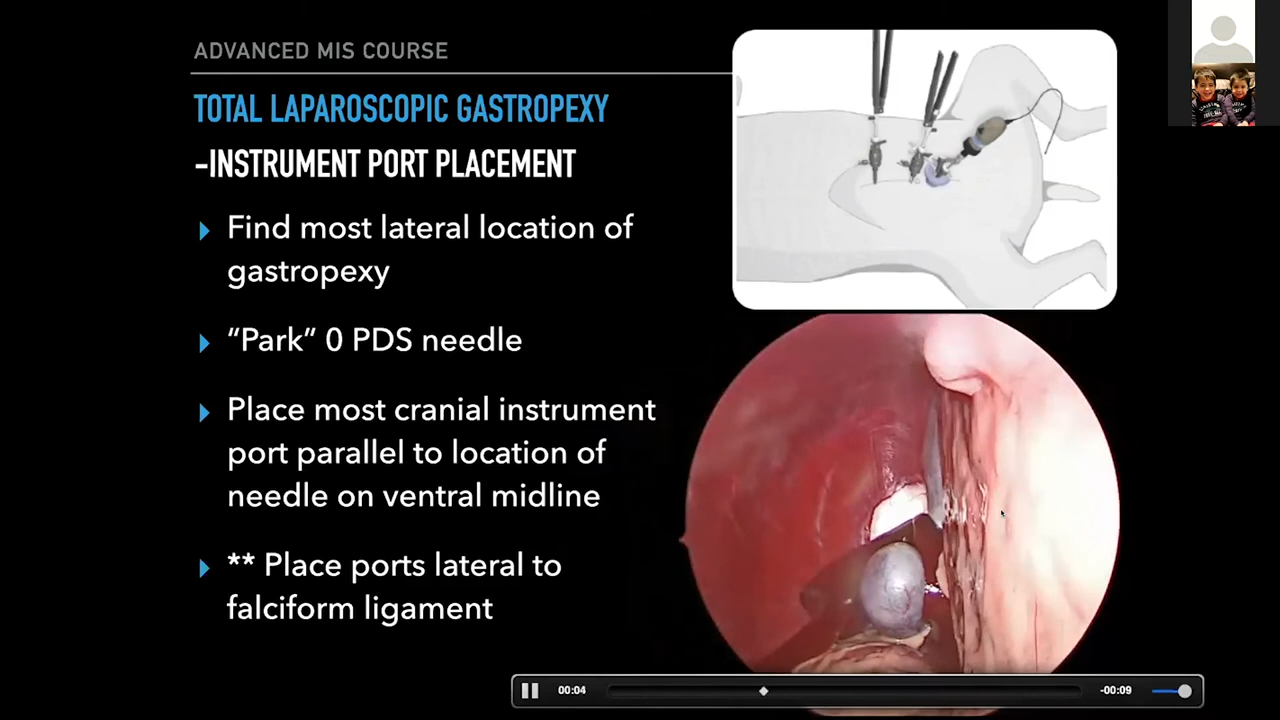 ADVANCED MIS COURSE
TOTAL LAPAROSCOPIC GASTROPEXY
-INSTRUMENT PORT PLACEMENT
Find most lateral location of
gastropexy
“Park” 0 PDS needle
Place most cranial instrument
port parallel to location of
needle on ventral midline
** Place ports lateral to
falciform ligament
00:04
-00:09